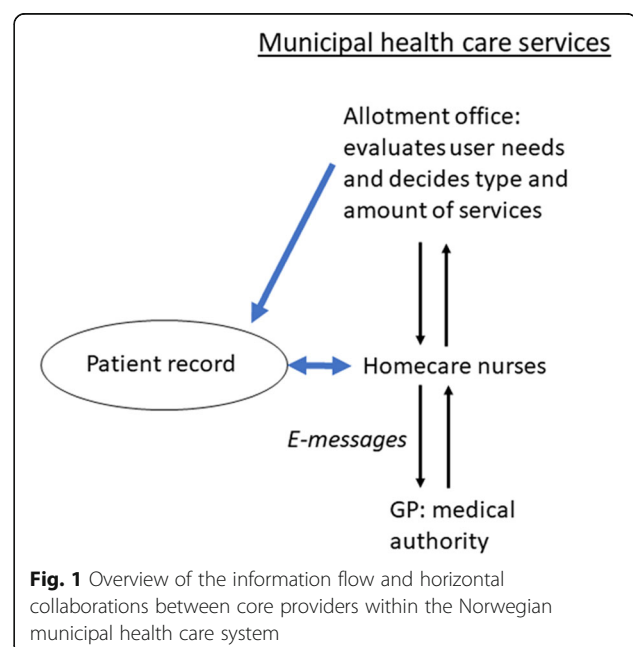 Municipal health care services
Allotment office:
evaluates user needs
and decides type and
amount of services
Patient record
Homecare nurses
E-messages
GP: medical
authority
Fig. 1 Overview of the information flow and horizontal
collaborations between core providers within the Norwegian
municipal health care system